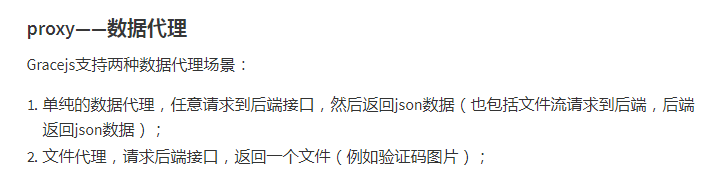 proxy——数据代理
Gracejs支持两种数据代理场景：
1. 单纯的数据代理，任意请求到后端接口，然后返回json数据（也包括文件流请求到后端，后端
返回json数据）；
2. 文件代理，请求后端接口，返回一个文件（例如验证码图片）；